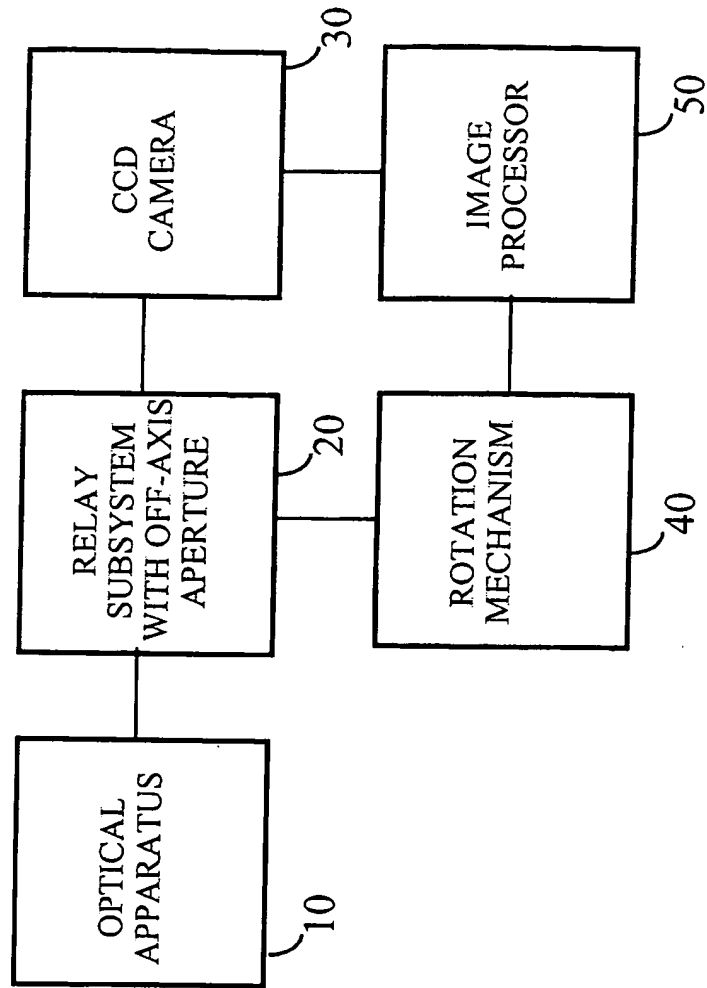 OPTICAL
APPARATUS
10
RELAY
SUBSYSTEM
WITH OFF-AXIS
APERTURE
20
CCD
CAMERA
30
ROTATION
MECHANISM
40
IMAGE
PROCESSOR
50